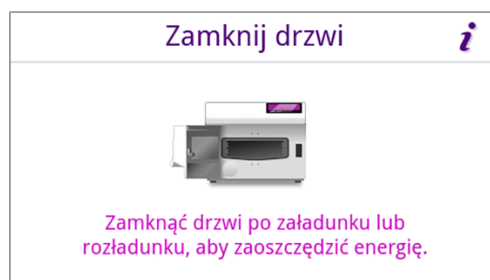 Zamknij drzwi
i
Zamknąć drzwi po załadunku lub
rozładunku, aby zaoszczędzić energię.